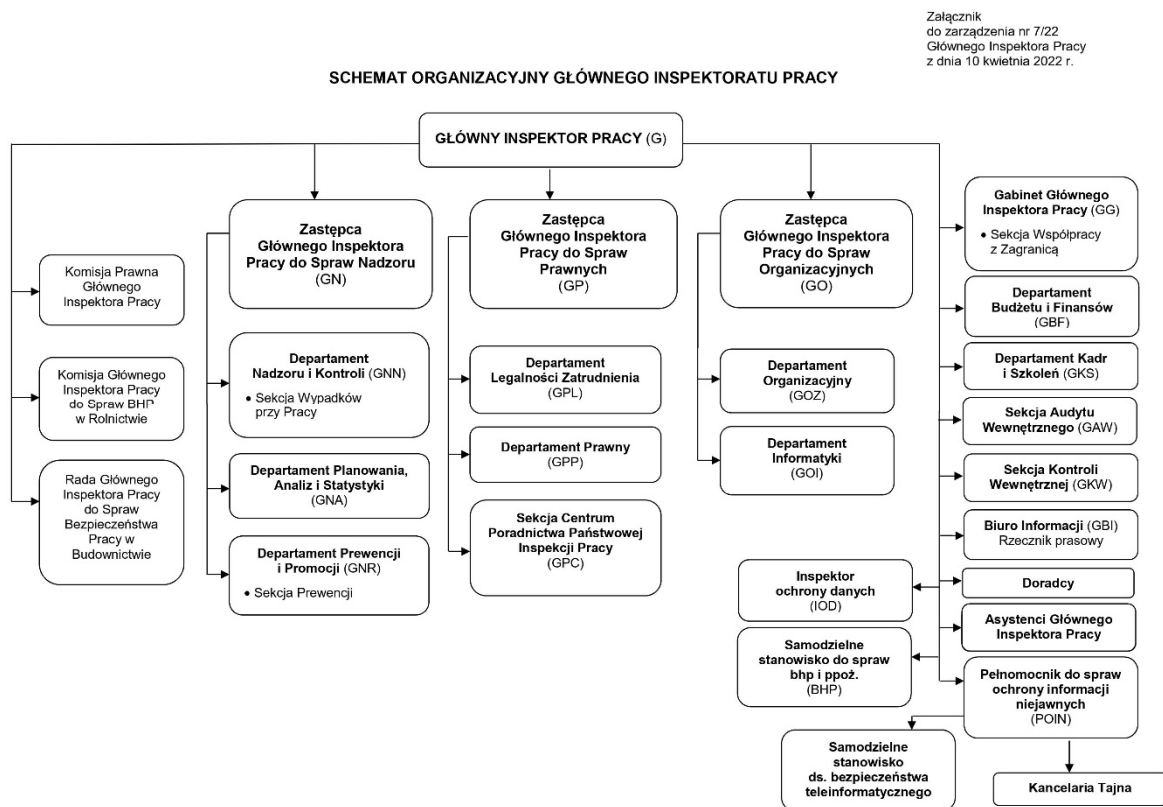 Załącznik
do zarządzenia nr 7/22
Głównego Inspektora Pracy
z dnia 10 kwietnia 2022 r.
SCHEMAT ORGANIZACYJNY GŁÓWNEGO INSPEKTORATU PRACY
GŁÓWNY INSPEKTOR PRACY (G)
Komisja Prawna
Głównego
Inspektora Pracy
Komisja Głównego
Inspektora Pracy
do Spraw BHP
w Rolnictwie
Rada Głównego
Inspektora Pracy
do Spraw
Bezpieczeństwa
Pracy w
Budownictwie
Zastępca
Głównego Inspektora
Pracy do Spraw Nadzoru
(GN)
Departament
Nadzoru i Kontroli (GNN)
• Sekcja Wypadków
przy Pracy
Departament Planowania,
Analiz i Statystyki
(GNA)
Departament Prewencji
i Promocji (GNR)
• Sekcja Prewencji
Zastępca
Głównego Inspektora
Pracy do Spraw
Prawnych
(GP)
Departament
Legalności Zatrudnienia
(GPL)
Departament Prawny
(GPP)
Sekcja Centrum
Poradnictwa Państwowej
Inspekcji Pracy
(GPC)
Zastępca
Głównego Inspektora
Pracy do Spraw
Organizacyjnych
(GO)
Departament
Organizacyjny
(GOZ)
Departament
Informatyki
(GOI)
Gabinet Głównego
Inspektora Pracy (GG)
• Sekcja Współpracy
z Zagranicą
Departament
Budżetu i Finansów
(GBF)
Departament Kadr
i Szkoleń (GKS)
Sekcja Audytu
Wewnętrznego (GAW)
Sekcja Kontroli
Wewnętrznej (GKW)
Biuro Informacji (GBI)
Rzecznik prasowy
Doradcy
Asystenci Głównego
Inspektora Pracy
Pełnomocnik do spraw
ochrony informacji
niejawnych
(POIN)
Inspektor
ochrony danych
(IOD)
Samodzielne
stanowisko do spraw
bhp i ppoż.
(BHP)
Samodzielne
stanowisko
ds. bezpieczeństwa
teleinformatycznego
Kancelaria Tajna